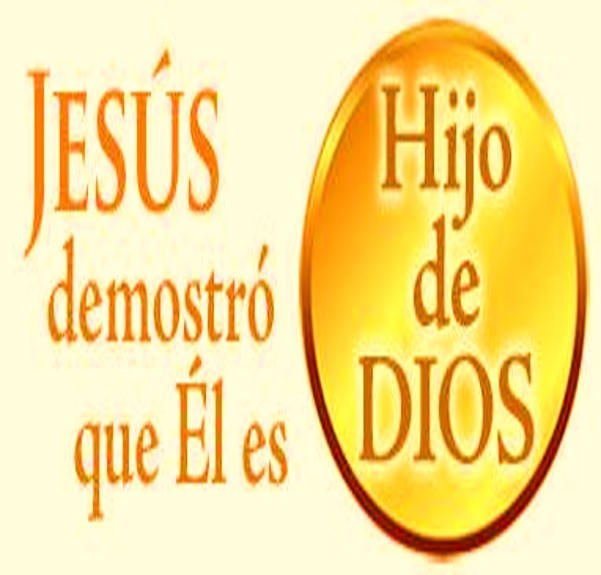 JESÚS
demostró
que Él es
Hijo
de
DIOS